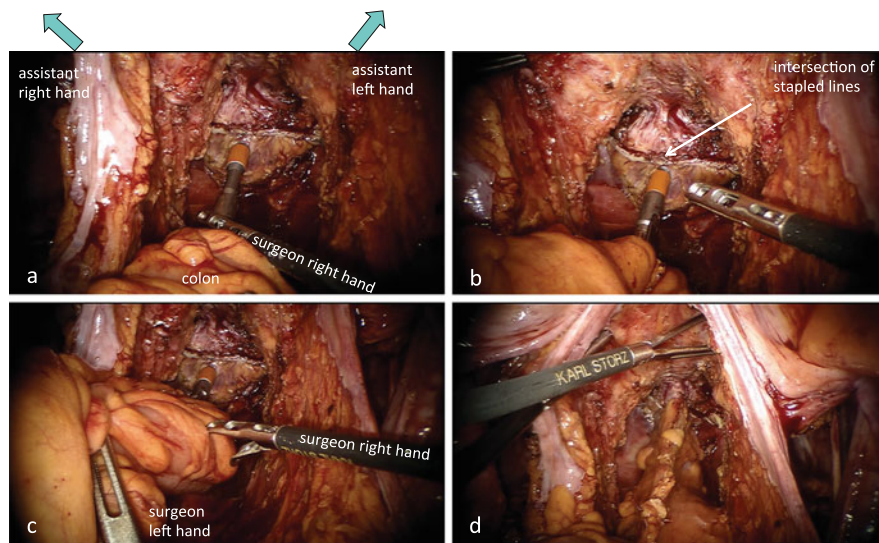 assistant
right hand
assistant
left hand
surgeon right hand
colon
a
intersection of
stapled lines
b
surgeon right hand
surgeon
left hand
c
KARL STORZ
d